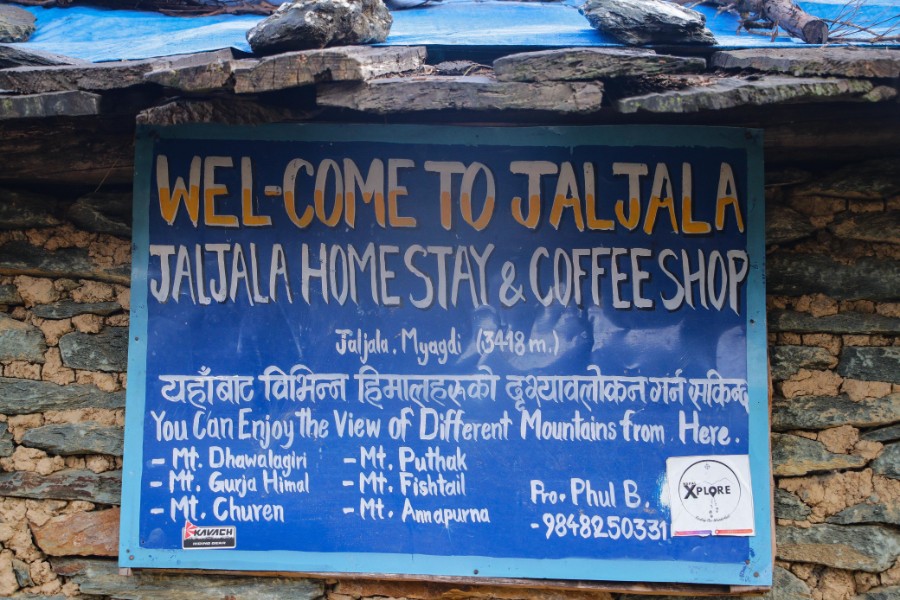 WEL-COME TO JALJALA
JALJALA HOME STAY & COFFEE SHOP
Jaljala, Myagdi (3418 m.)
यहाँबाट विभिन्न हिमालहरुको दृश्यावलोकन गर्न सकिन्छ
You Can Enjoy the View of Different Mountains from Here.
- Mt. Dhawalagiri
- Mt. Gurja Himal
- Mt. Churen
- Mt. Puthak
- Mt. Fishtail
- Mt. Annapurna
Pro. Phul B.
- 9848250331
KAVACH
XPLORE